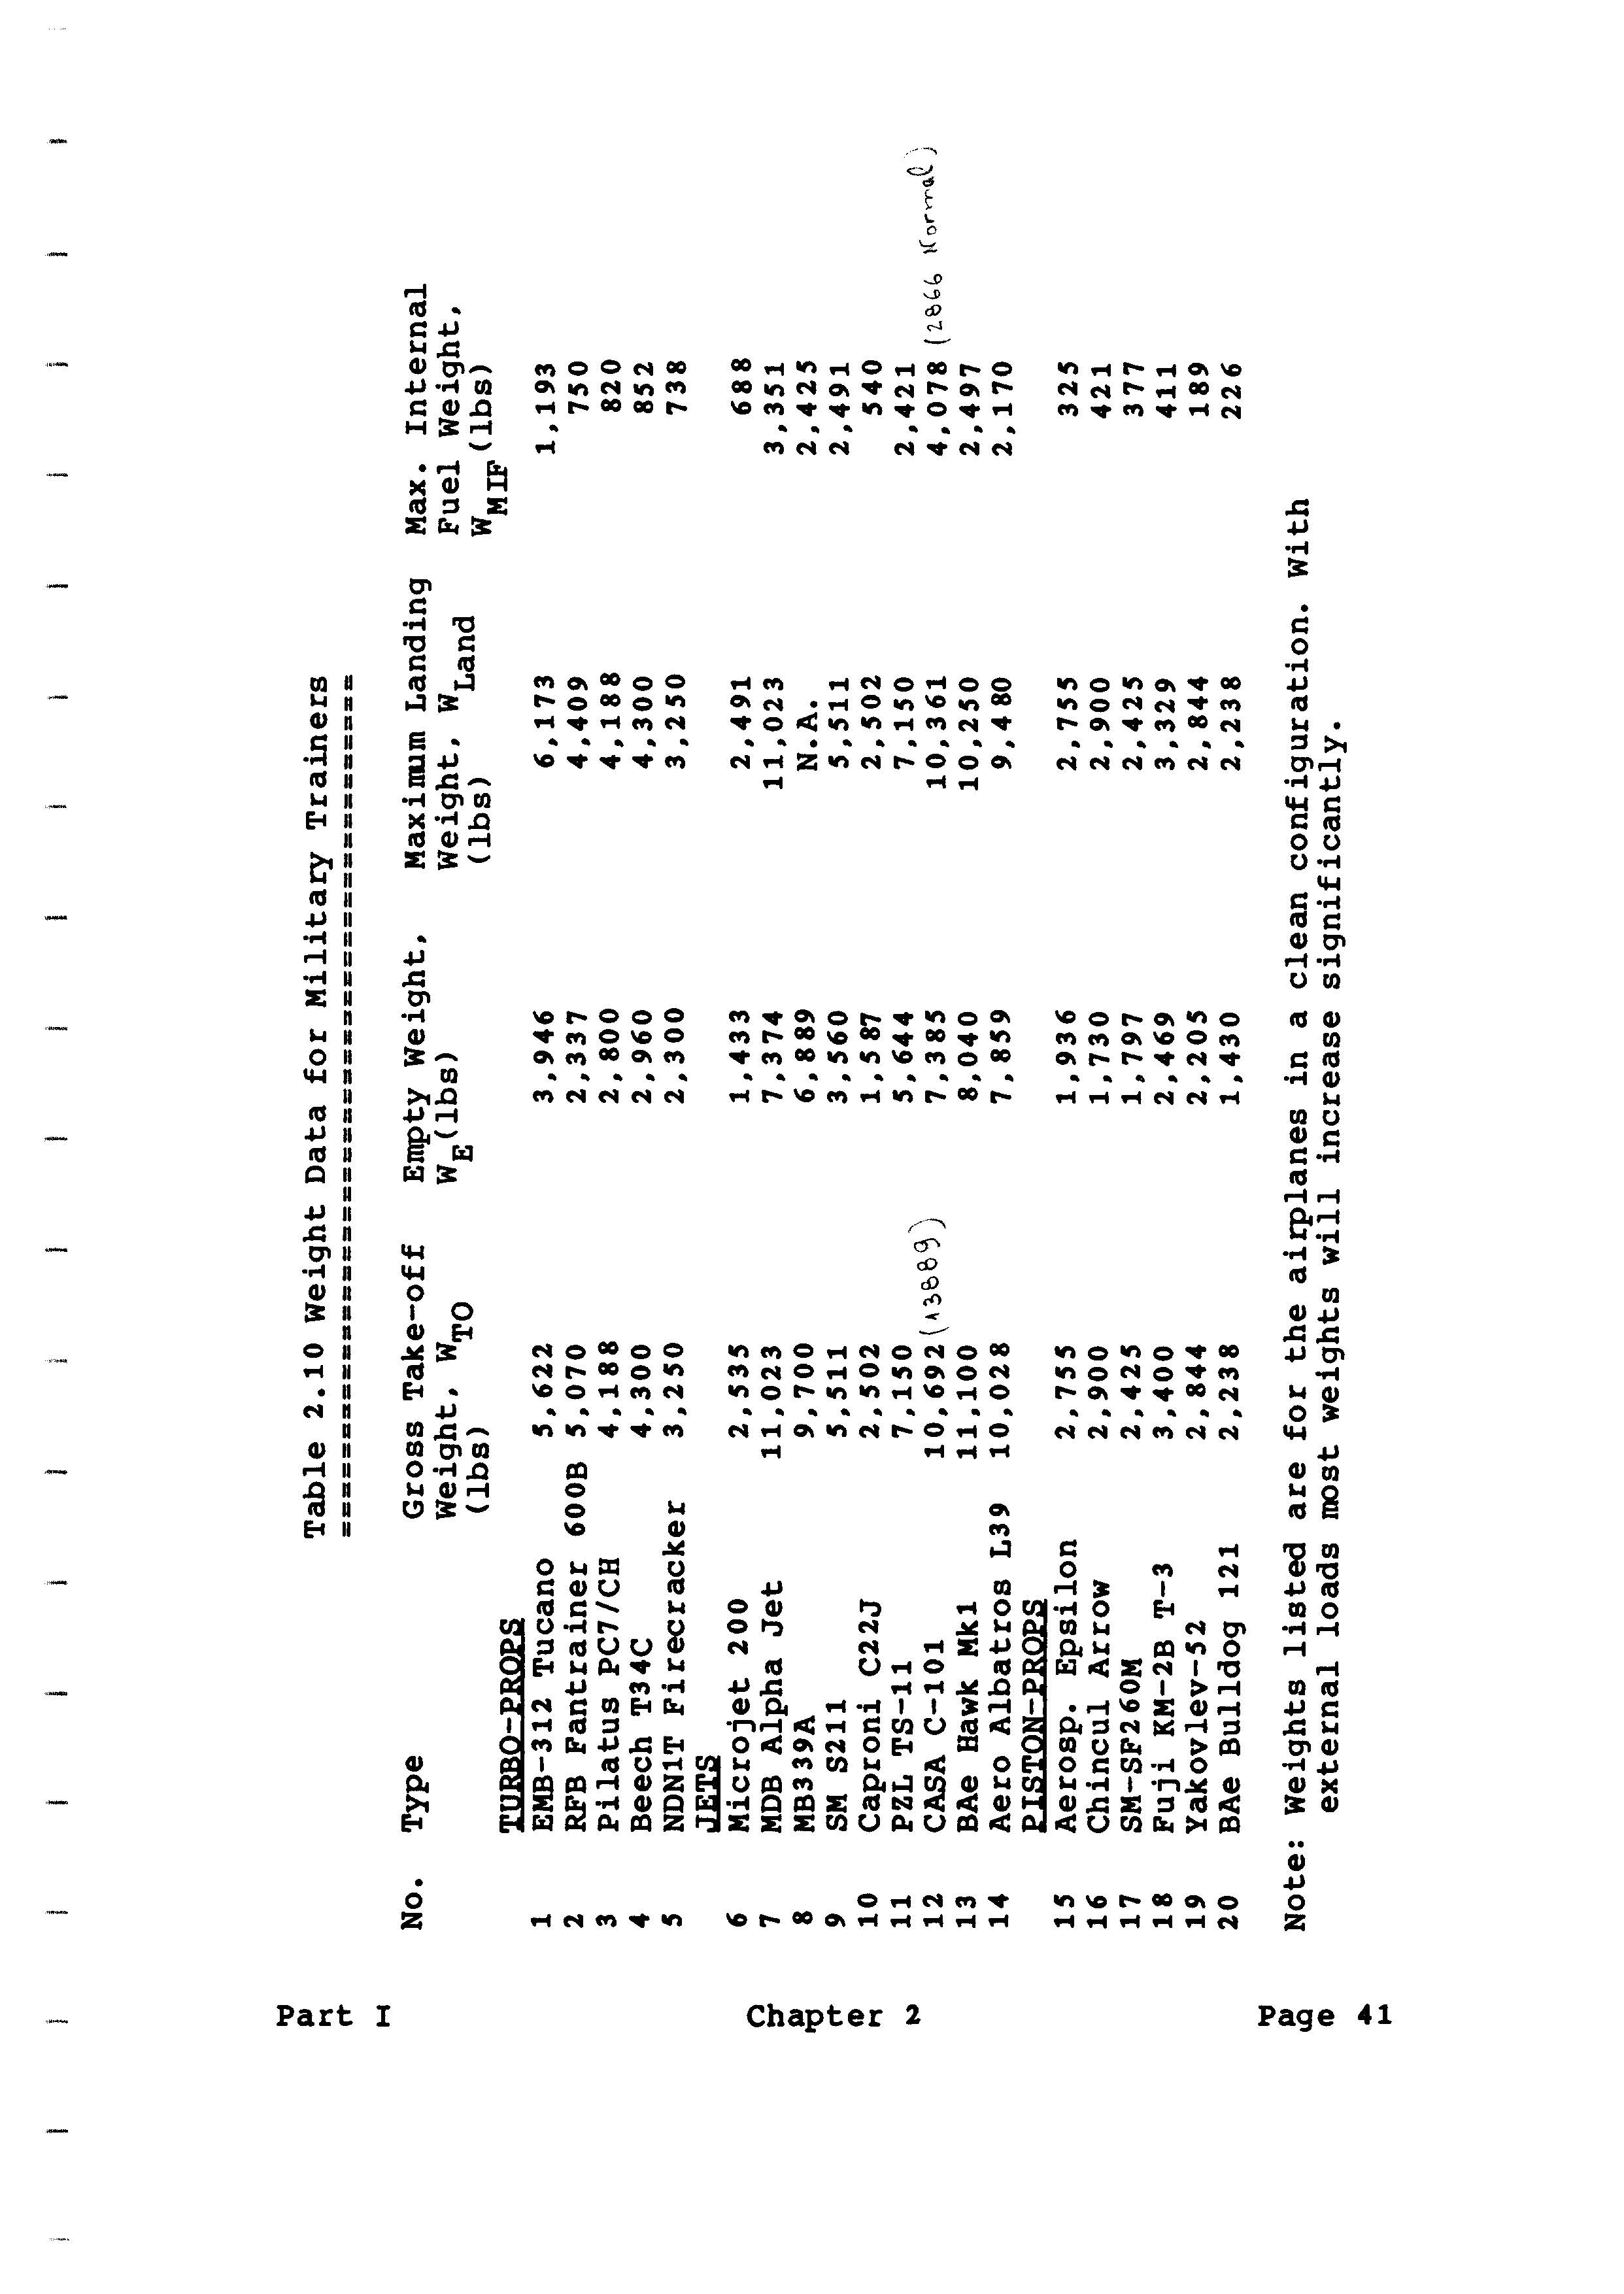 Part I
Chapter 2
Page 41
Table 2.10 Weight Data for Military Trainers
============================================
No. Type Gross Take-off Empty Weight, Maximum Landing Max. Internal
Weight, WTO WE(lbs) Weight, WLand Fuel Weight,
(lbs) (lbs) WMIF(lbs)
TURBO-PROPS
1 EMB-312 Tucano 5,622 3,946 6,173 1,193
2 RFB Fantrainer 600B 5,070 2,337 4,409 750
3 Pilatus PC7/CH 4,188 2,800 4,188 820
4 Beech T34C 4,300 2,960 4,300 852
5 NDN1T Firecracker 3,250 2,300 3,250 738
JETS
6 Microjet 200 2,535 1,433 2,491 688
7 MDB Alpha Jet 11,023 7,374 11,023 3,351
8 MB339A 9,700 6,889 N.A. 2,425
9 SM S211 5,511 3,560 5,511 2,491
10 Caproni C22J 2,502 1,587 2,502 540
11 PZL TS-11 7,150 5,644 7,150 2,421
12 CASA C-101 10,692 (13889) 7,385 10,361 4,078 (2866 Normal)
13 BAe Hawk Mk1 11,100 8,040 10,250 2,497
14 Aero Albatros L39 10,028 7,859 9,480 2,170
PISTON-PROPS
15 Aerosp. Epsilon 2,755 1,936 2,755 325
16 Chincul Arrow 2,900 1,730 2,900 421
17 SM-SF260M 2,425 1,797 2,425 377
18 Fuji KM-2B T-3 3,400 2,469 3,329 411
19 Yakovlev-52 2,844 2,205 2,844 189
20 BAe Bulldog 121 2,238 1,430 2,238 226
Note: Weights listed are for the airplanes in a clean configuration. With
external loads most weights will increase significantly.